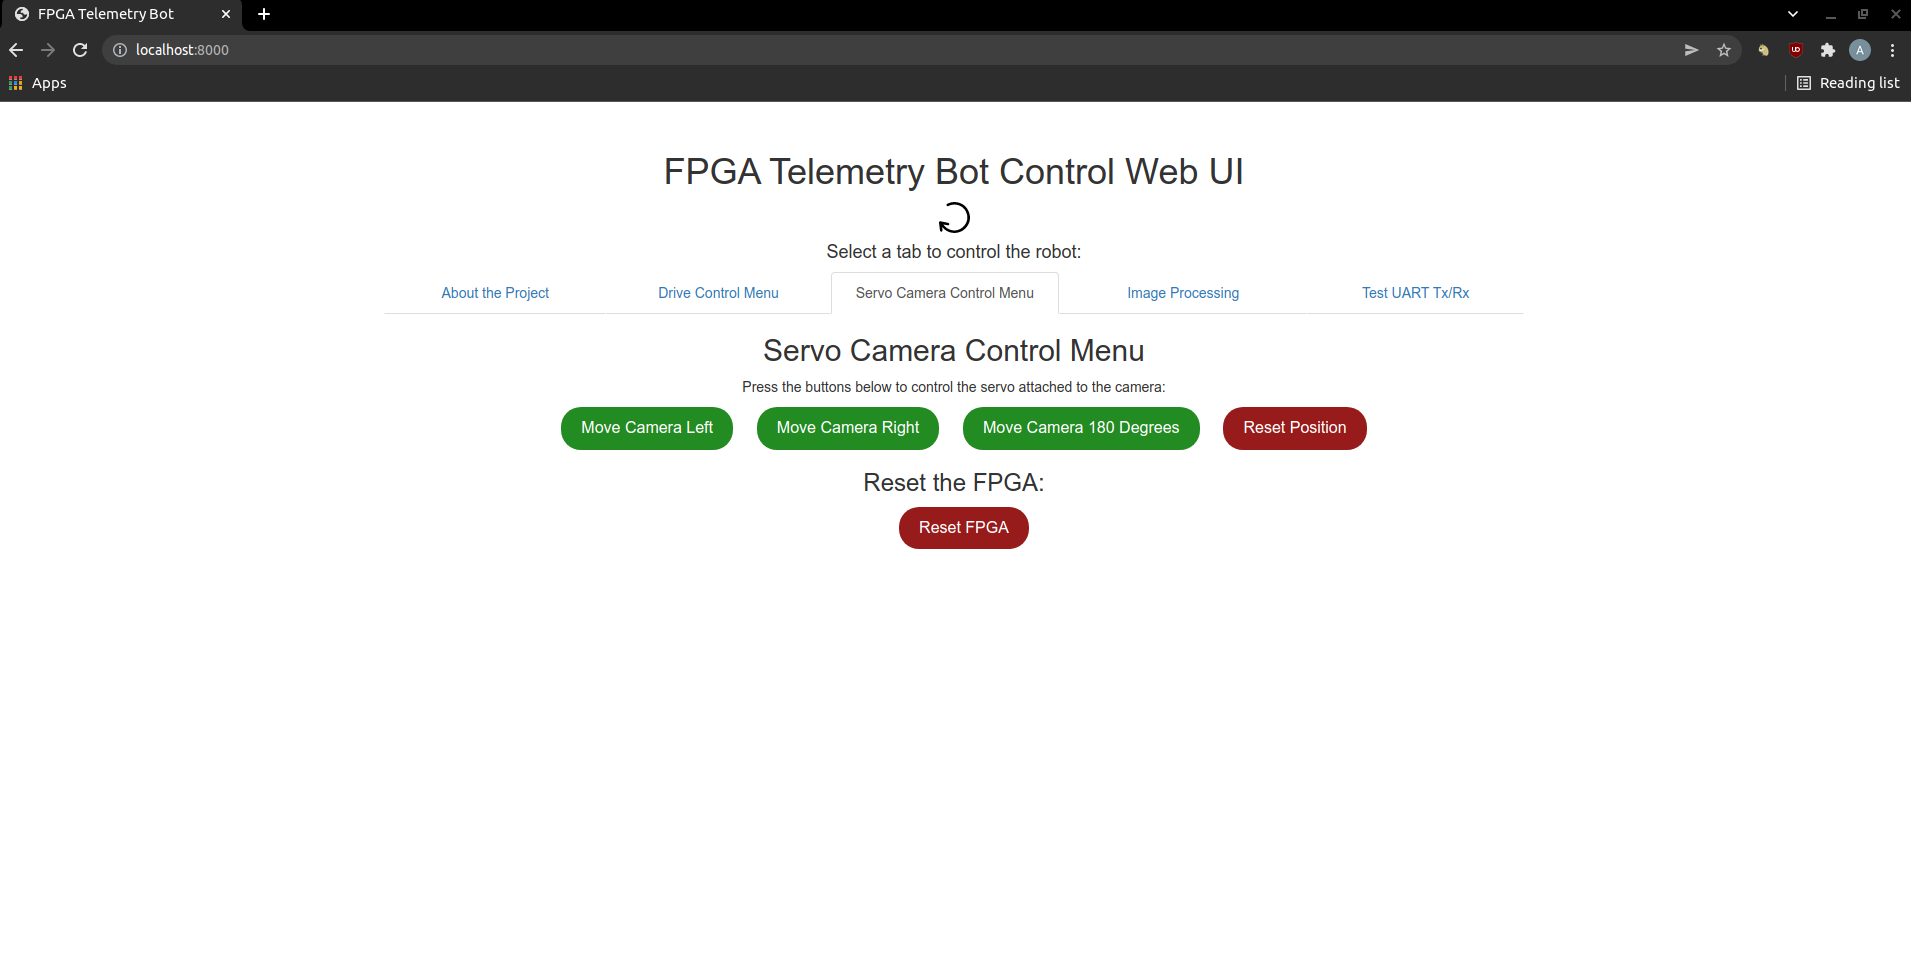 FPGA Telemetry Bot
localhost:8000
A
Apps
Reading list
FPGA Telemetry Bot Control Web UI
Select a tab to control the robot:
About the Project Drive Control Menu Servo Camera Control Menu Image Processing Test UART Tx/Rx
Servo Camera Control Menu
Press the buttons below to control the servo attached to the camera:
Move Camera Left Move Camera Right Move Camera 180 Degrees Reset Position
Reset the FPGA:
Reset FPGA